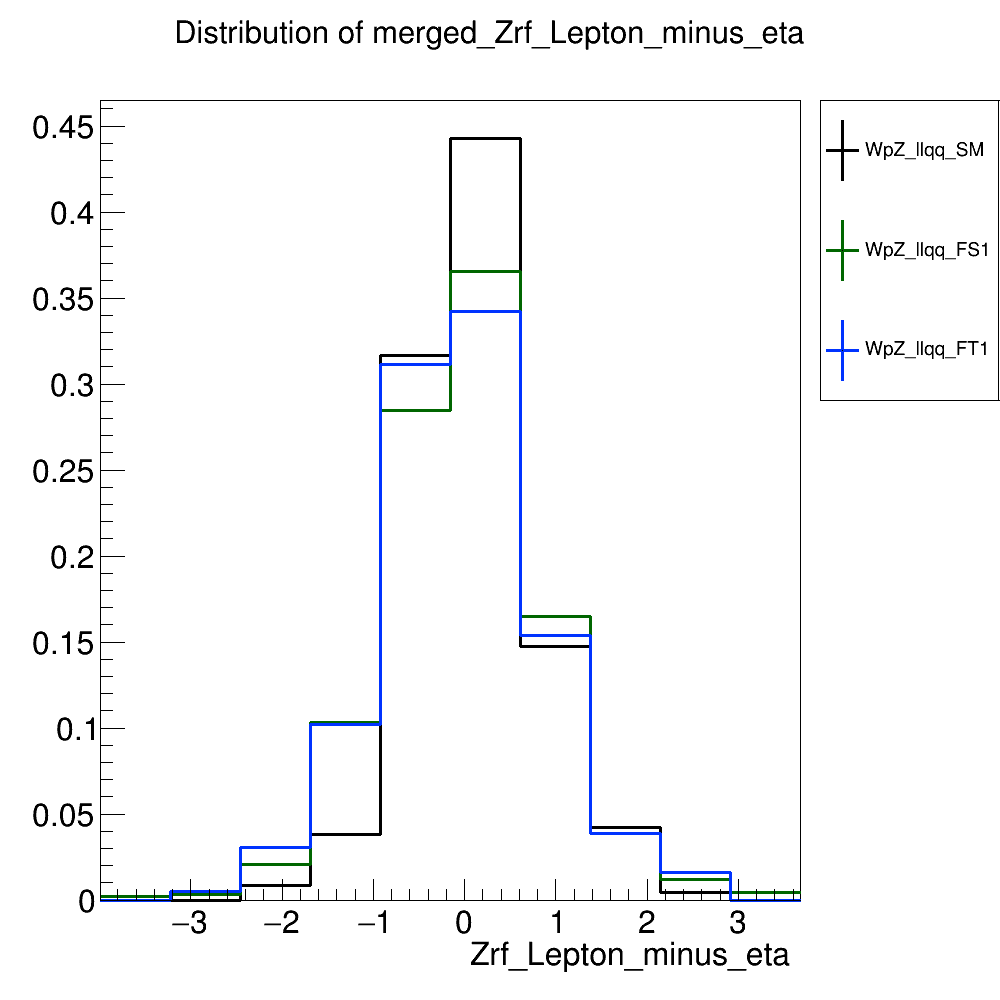 Distribution of merged_Zrf_Lepton_minus_eta
0.45
0.4
0.35
0.3
0.25
0.2
0.15
0.1
0.05
0
−3 −2 −1 0 1 2 3
Zrf_Lepton_minus_eta
WpZ_llqq_SM
WpZ_llqq_FS1
WpZ_llqq_FT1